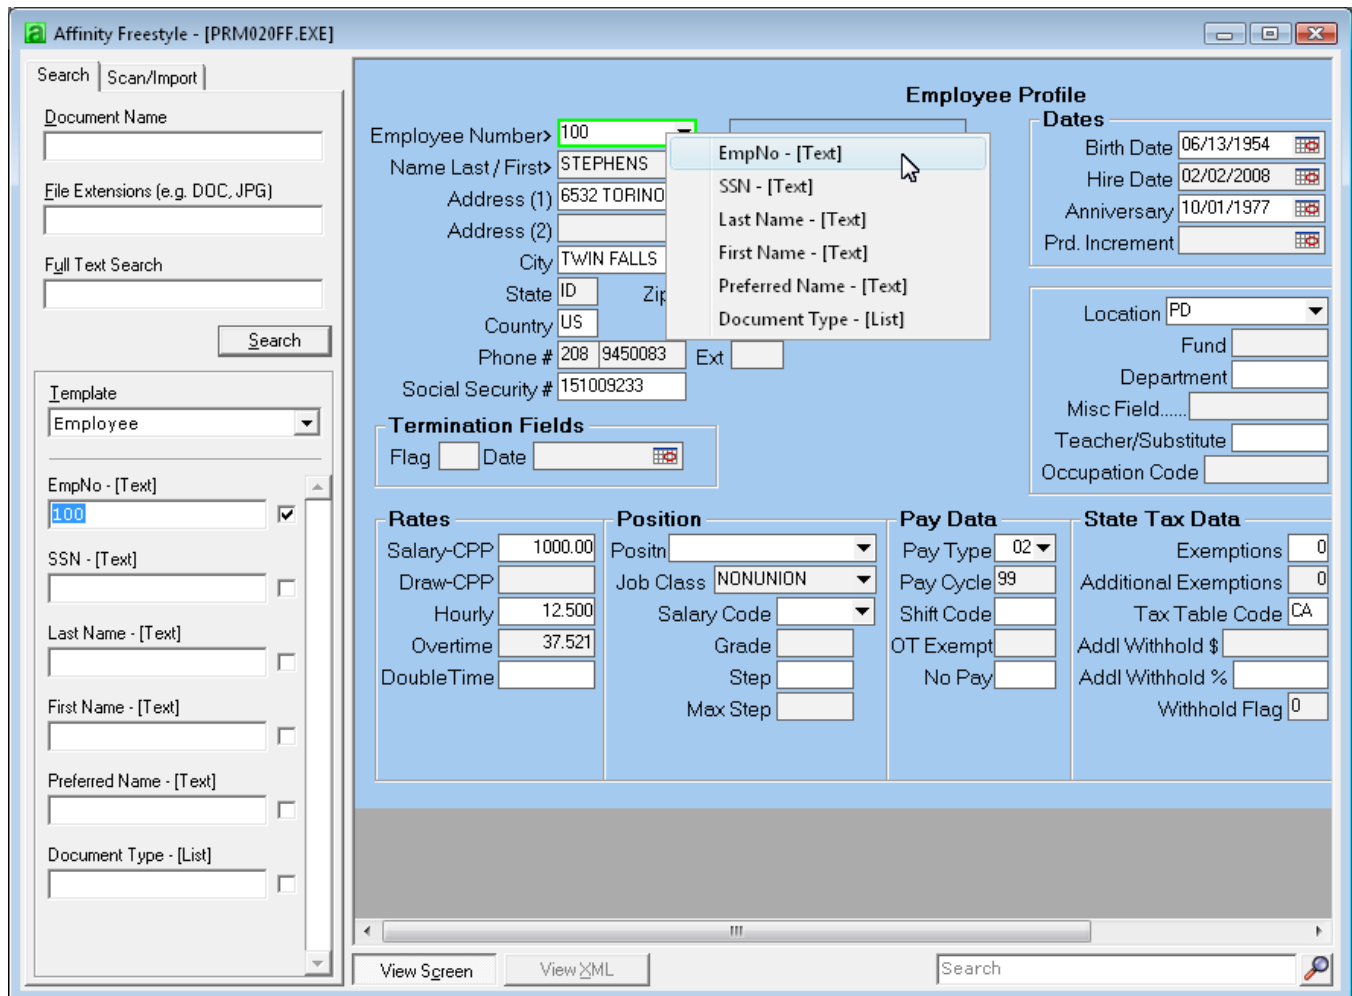 Affinity Freestyle - [PRM020FF.EXE]
Search
Scan/Import
Document Name
File Extensions (e.g. DOC, JPG)
Full Text Search
Search
Template
Employee
EmpNo - [Text]
100
SSN - [Text]
Last Name - [Text]
First Name - [Text]
Preferred Name - [Text]
Document Type - [List]
Employee Profile
Employee Number> 100
Name Last / First> STEPHENS
Address (1) 6532 TORINO
Address (2)
City TWIN FALLS
State ID Zip
Country US
Phone # 208 9450083 Ext
Social Security # 151009233
EmpNo - [Text]
SSN - [Text]
Last Name - [Text]
First Name - [Text]
Preferred Name - [Text]
Document Type - [List]
Dates
Birth Date 06/13/1954
Hire Date 02/02/2008
Anniversary 10/01/1977
Prd. Increment
Location PD
Fund
Department
Misc Field......
Teacher/Substitute
Occupation Code
Termination Fields
Flag Date
Rates
Salary-CPP 1000.00
Draw-CPP
Hourly 12.500
Overtime 37.521
DoubleTime
Position
Positn
Job Class NONUNION
Salary Code
Grade
Step
Max Step
Pay Data
Pay Type 02
Pay Cycle 99
Shift Code
OT Exempt
No Pay
State Tax Data
Exemptions 0
Additional Exemptions 0
Tax Table Code CA
Addl Withhold $
Addl Withhold %
Withhold Flag 0
View Screen
View XML
Search